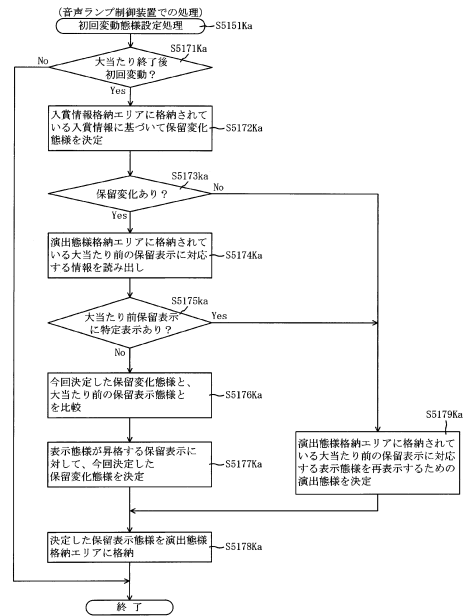 (音声ランプ制御装置での処理)
初回変動態様設定処理
S5151Ka
S5171Ka
大当たり終了後
初回変動?
No
Yes
入賞情報格納エリアに格納されて
いる入賞情報に基づいて保留変化
態様を決定
S5172Ka
S5173ka
保留変化あり?
No
Yes
演出態様格納エリアに格納されて
いる大当たり前の保留表示に対応
する情報を読み出し
S5174Ka
S5175ka
大当たり前保留表示
に特定表示あり?
Yes
No
今回決定した保留変化態様と、
大当たり前の保留表示態様と
を比較
S5176Ka
S5179Ka
演出態様格納エリアに格納されて
いる大当たり前の保留表示に対応
する表示態様を再表示するための
演出態様を決定
表示態様が昇格する保留表示に
対して、今回決定した
保留変化態様を決定
S5177Ka
決定した保留表示態様を演出態様
格納エリアに格納
S5178Ka
終了